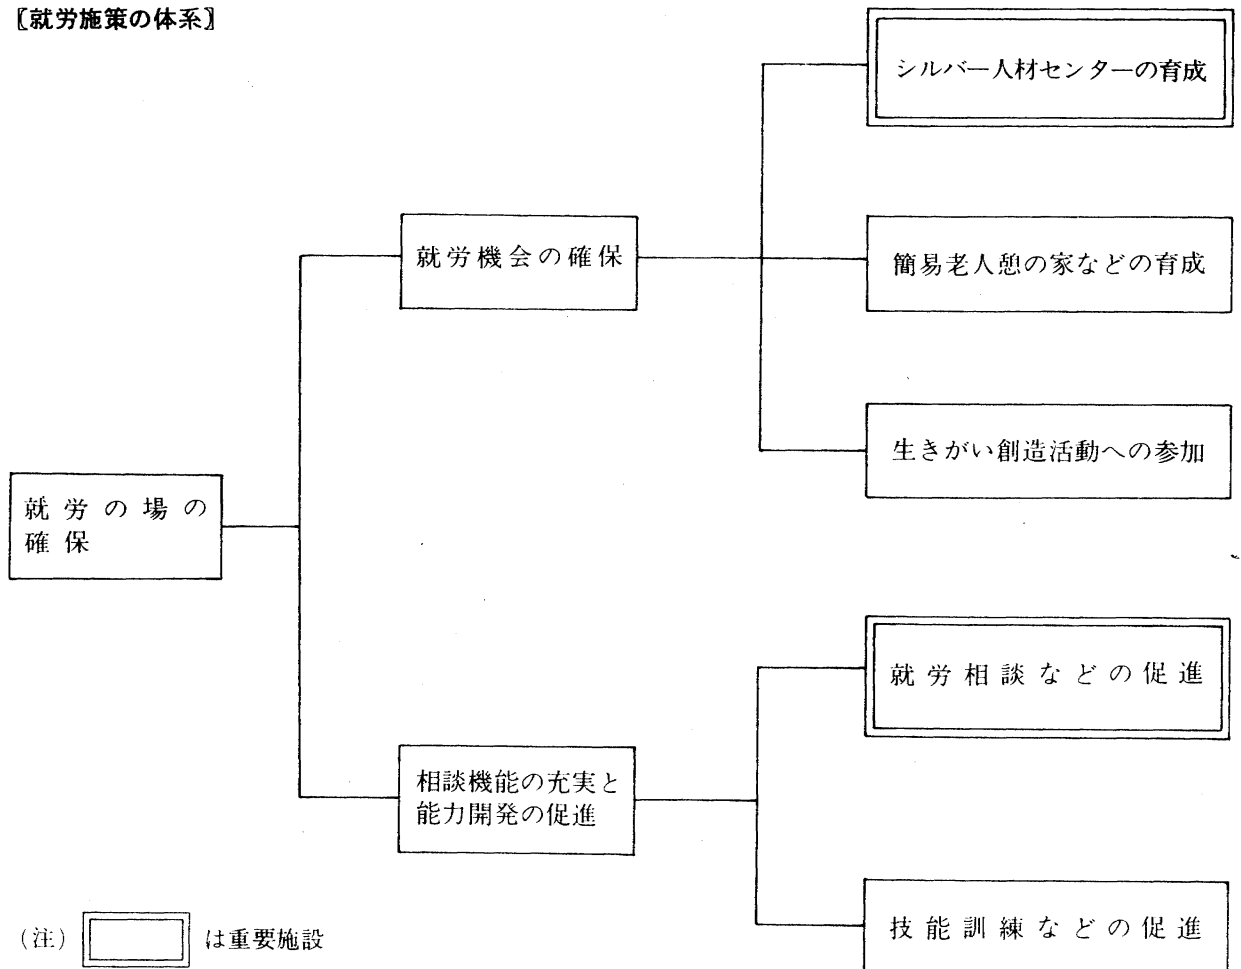 〖就労施策の体系〗
シルバー人材センターの育成
就労機会の確保
簡易老人憩の家などの育成
生きがい創造活動への参加
就労の場の
確保
就労相談などの促進
相談機能の充実と
能力開発の促進
技能訓練などの促進
(注) は重要施設